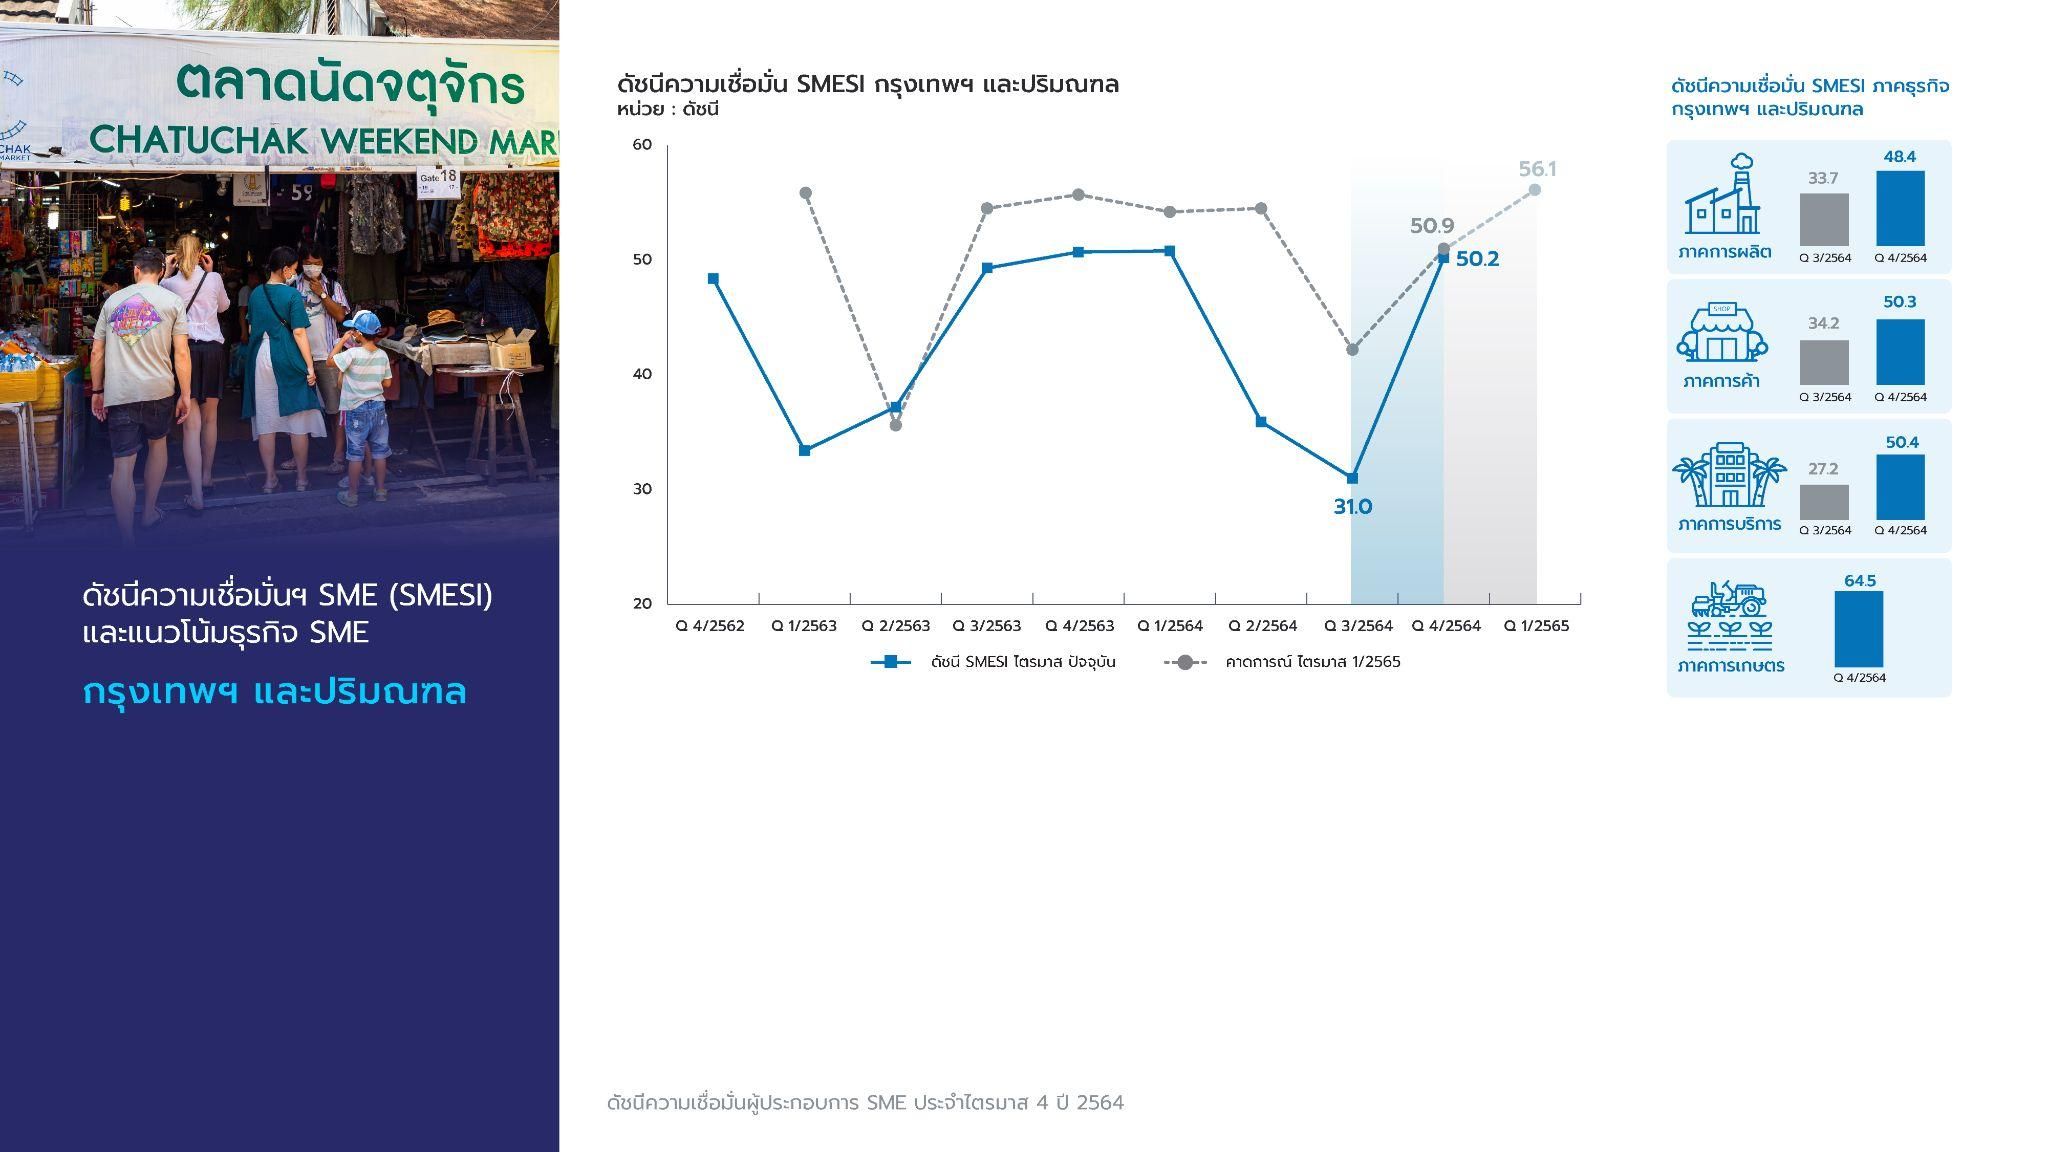 ตลาดนัดจตุจักร
CHATUCHAK WEEKEND MAR
CHAK
MARKET
Gate 18
59
ดัชนีความเชื่อมั่นฯ SME (SMESI)
และแนวโน้มธุรกิจ SME
กรุงเทพฯ และปริมณฑล
ดัชนีความเชื่อมั่น SMESI กรุงเทพฯ และปริมณฑล
หน่วย : ดัชนี
60
50
40
30
20
56.1
50.9
50.2
31.0
Q 4/2562 Q 1/2563 Q 2/2563 Q 3/2563 Q 4/2563 Q 1/2564 Q 2/2564 Q 3/2564 Q 4/2564 Q 1/2565
ดัชนี SMESI ไตรมาส ปัจจุบัน คาดการณ์ ไตรมาส 1/2565
ดัชนีความเชื่อมั่น SMESI ภาคธุรกิจ
กรุงเทพฯ และปริมณฑล
33.7 48.4
ภาคการผลิต
Q 3/2564 Q 4/2564
SHOP
34.2 50.3
ภาคการค้า
Q 3/2564 Q 4/2564
27.2 50.4
ภาคการบริการ
Q 3/2564 Q 4/2564
64.5
ภาคการเกษตร
Q 4/2564
ดัชนีความเชื่อมั่นผู้ประกอบการ SME ประจำไตรมาส 4 ปี 2564